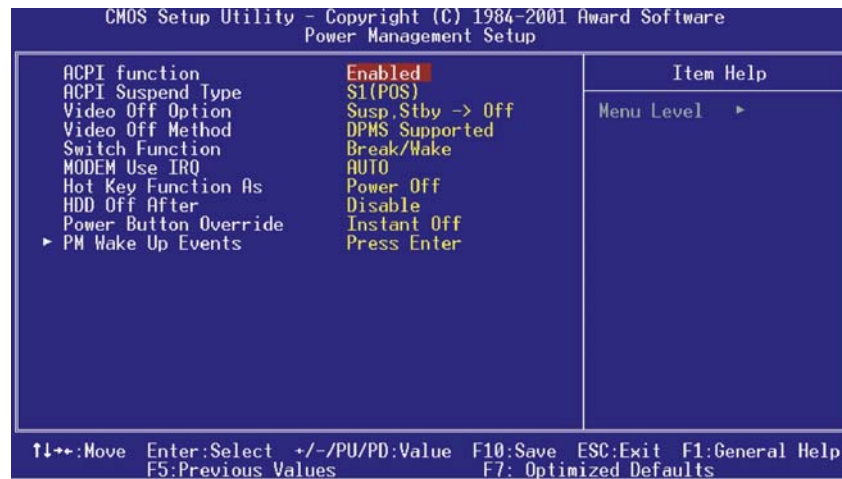 CMOS Setup Utility – Copyright (C) 1984-2001 Award Software
Power Management Setup
ACPI function Enabled
ACPI Suspend Type S1(POS)
Video Off Option Susp,Stby -> Off
Video Off Method DPMS Supported
Switch Function Break/Wake
MODEM Use IRQ AUTO
Hot Key Function As Power Off
HDD Off After Disable
Power Button Override Instant Off
► PM Wake Up Events Press Enter
Item Help
Menu Level ►
↑↓→←:Move Enter:Select +/-/PU/PD:Value F10:Save ESC:Exit F1:General Help
F5:Previous Values F7: Optimized Defaults